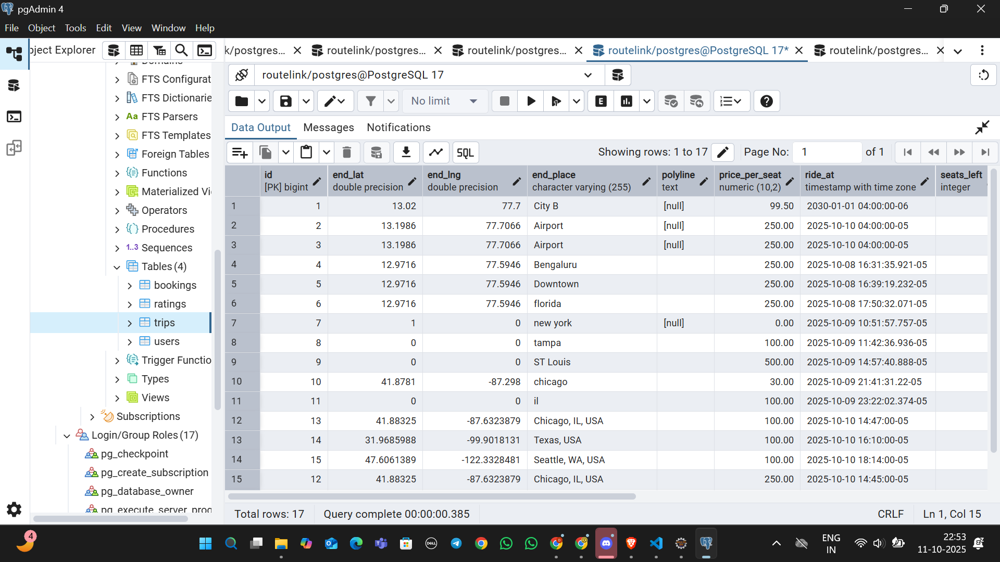 pgAdmin 4
File Object Tools Edit View Window Help
bject Explorer
k/postgres...
routelink/postgres...
routelink/postgres...
routelink/postgres@PostgreSQL 17*
routelink/postgres...
routelink/postgres@PostgreSQL 17
No limit
E
Data Output Messages Notifications
SQL
Showing rows: 1 to 17
Page No: 1 of 1
Domains
FTS Configurat
FTS Dictionarie
Aa FTS Parsers
FTS Templates
Foreign Tables
Functions
Materialized Vi
Operators
Procedures
1..3 Sequences
Tables (4)
bookings
ratings
trips
users
Trigger Functio
Types
Views
Subscriptions
Login/Group Roles (17)
pg_checkpoint
pg_create_subscription
pg_database_owner
pg_execute_server_prog
id end_lat end_lng end_place polyline price_per_seat ride_at seats_left
[PK] bigint double precision double precision character varying (255) text numeric (10,2) timestamp with time zone integer
1 1 13.02 77.7 City B [null] 99.50 2030-01-01 04:00:00-06
2 2 13.1986 77.7066 Airport [null] 250.00 2025-10-10 04:00:00-05
3 3 13.1986 77.7066 Airport [null] 250.00 2025-10-10 04:00:00-05
4 4 12.9716 77.5946 Bengaluru 250.00 2025-10-08 16:31:35.921-05
5 5 12.9716 77.5946 Downtown 250.00 2025-10-08 16:39:19.232-05
6 6 12.9716 77.5946 florida 250.00 2025-10-08 17:50:32.071-05
7 7 1 0 new york [null] 0.00 2025-10-09 10:51:57.757-05
8 8 0 0 tampa 100.00 2025-10-09 11:42:36.936-05
9 9 0 0 ST Louis 500.00 2025-10-09 14:57:40.888-05
10 10 41.8781 -87.298 chicago 30.00 2025-10-09 21:41:31.22-05
11 11 0 0 il 100.00 2025-10-09 23:22:02.374-05
12 13 41.88325 -87.6323879 Chicago, IL, USA 100.00 2025-10-10 14:47:00-05
13 14 31.9685988 -99.9018131 Texas, USA 100.00 2025-10-10 16:10:00-05
14 15 47.6061389 -122.3328481 Seattle, WA, USA 100.00 2025-10-10 18:14:00-05
15 12 41.88325 -87.6323879 Chicago, IL, USA 250.00 2025-10-10 14:45:00-05
Total rows: 17 Query complete 00:00:00.385 CRLF Ln 1, Col 15
4
DELL
ENG
IN
22:53
11-10-2025